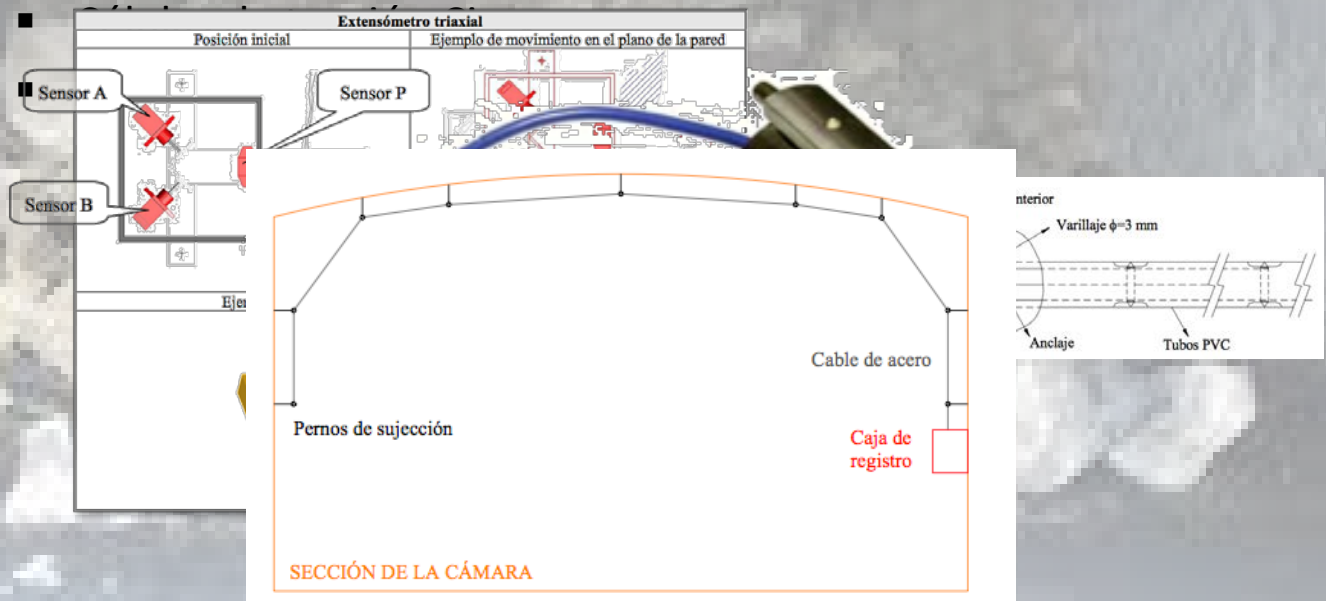 Extensómetro triaxial
Posición inicial
Ejemplo de movimiento en el plano de la pared
Sensor A
Sensor P
Sensor B
nterior
Varillaje ϕ=3 mm
Anclaje
Tubos PVC
Cable de acero
Pernos de sujección
Caja de
registro
SECCIÓN DE LA CÁMARA